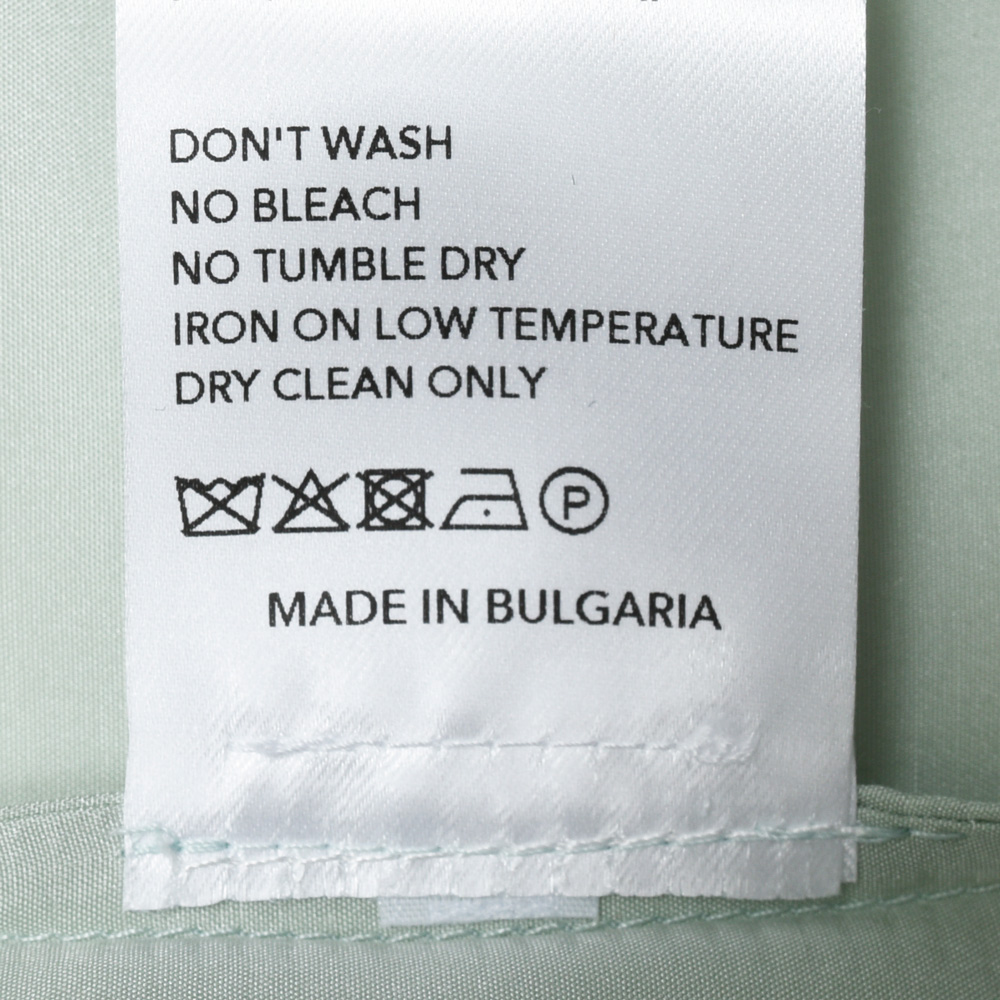 DON'T WASH
NO BLEACH
NO TUMBLE DRY
IRON ON LOW TEMPERATURE
DRY CLEAN ONLY
P
MADE IN BULGARIA